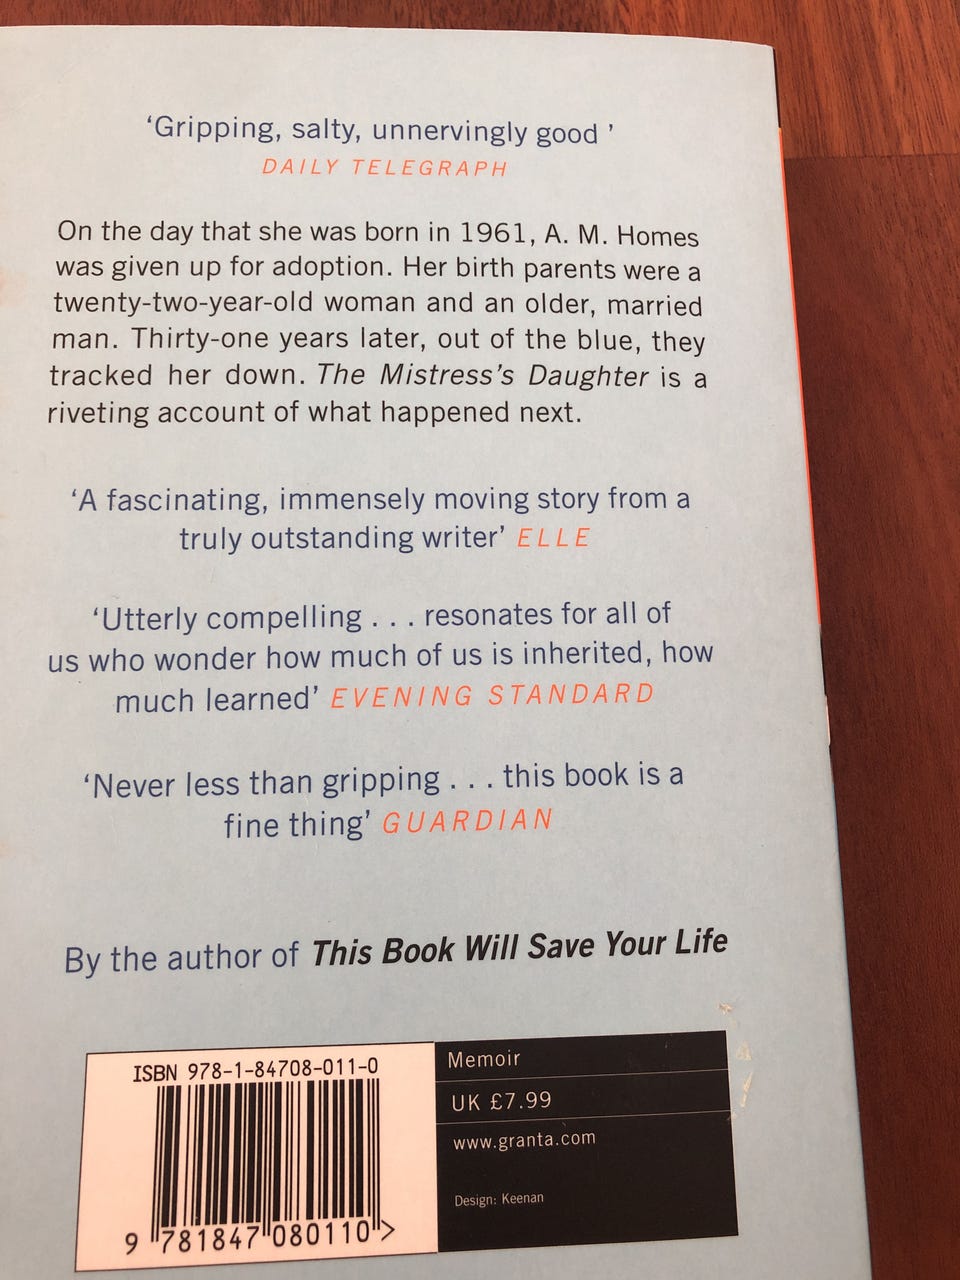 ‘Gripping, salty, unnervingly good ’
DAILY TELEGRAPH
On the day that she was born in 1961, A. M. Homes
was given up for adoption. Her birth parents were a
twenty-two-year-old woman and an older, married
man. Thirty-one years later, out of the blue, they
tracked her down. The Mistress’s Daughter is a
riveting account of what happened next.
‘A fascinating, immensely moving story from a
truly outstanding writer’ ELLE
‘Utterly compelling . . . resonates for all of
us who wonder how much of us is inherited, how
much learned’ EVENING STANDARD
‘Never less than gripping . . . this book is a
fine thing’ GUARDIAN
By the author of This Book Will Save Your Life
ISBN 978-1-84708-011-0
9 781847 080110 >
Memoir
UK £7.99
www.granta.com
Design: Keenan